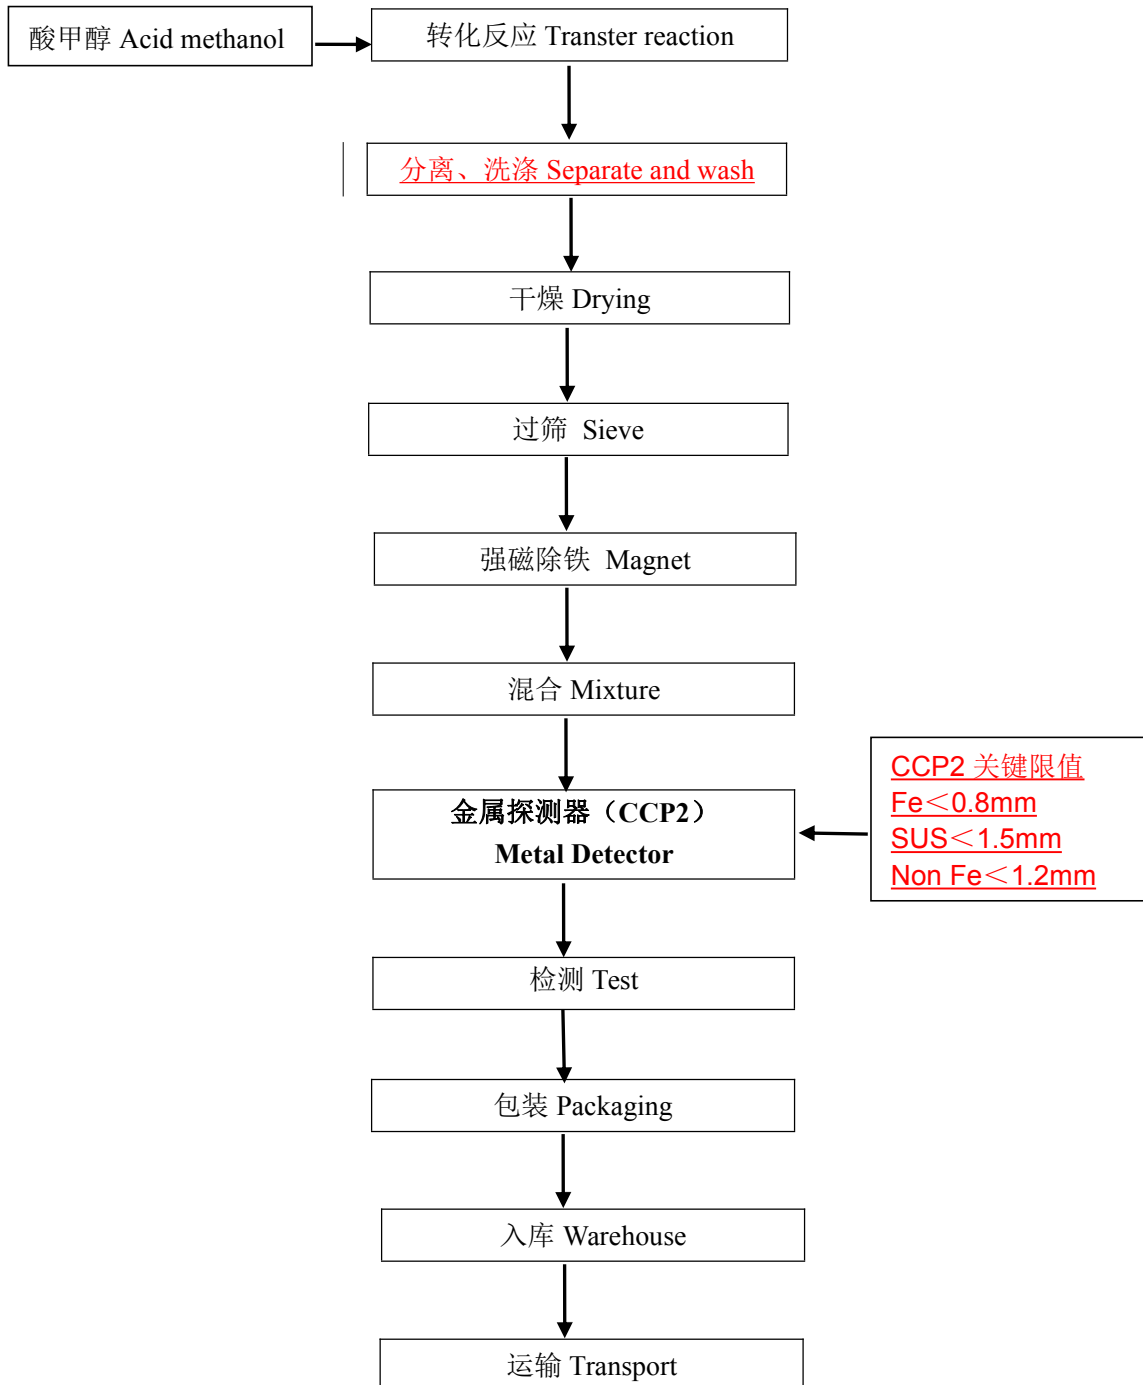 酸甲醇 Acid methanol
转化反应 Transter reaction
分离、洗涤 Separate and wash
干燥 Drying
过筛 Sieve
强磁除铁 Magnet
混合 Mixture
金属探测器（CCP2）
Metal Detector
CCP2 关键限值
Fe＜0.8mm
SUS＜1.5mm
Non Fe＜1.2mm
检测 Test
包装 Packaging
入库 Warehouse
运输 Transport